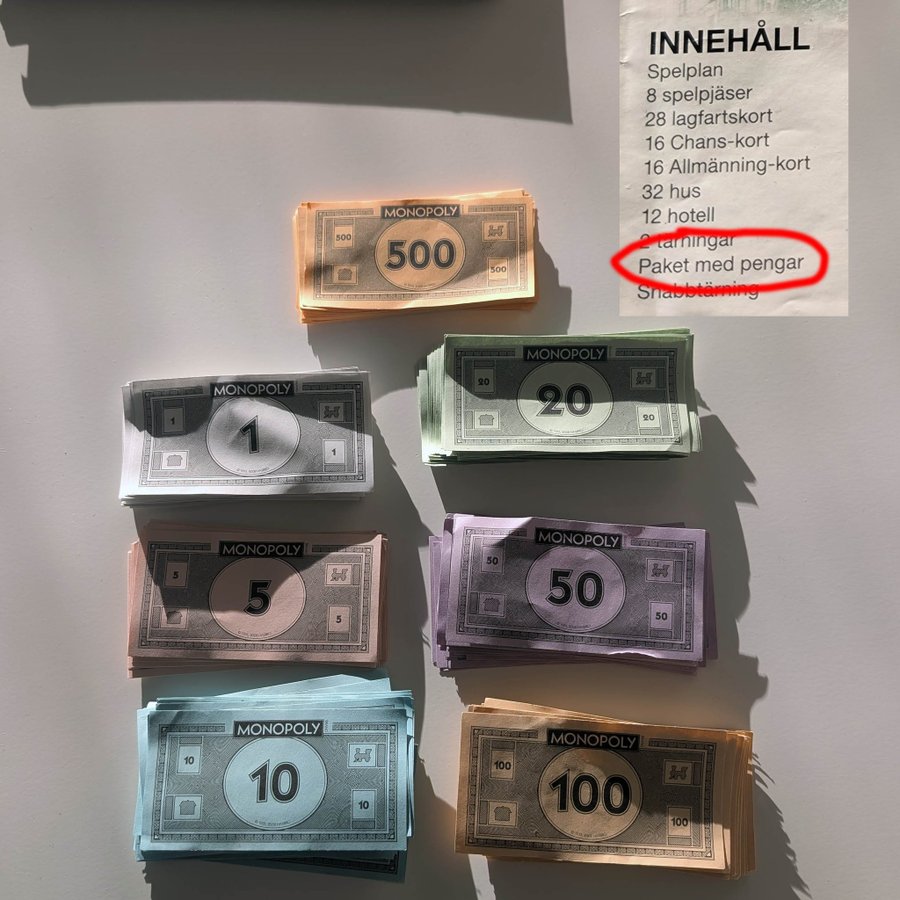 INNEHÅLL
Spelplan
8 spelpjäser
28 lagfartskort
16 Chans-kort
16 Allmänning-kort
32 hus
12 hotell
2 tärningar
Paket med pengar
Snabbtärning
MONOPOLY
500
500
500
MONOPOLY
1
1
1
MONOPOLY
20
20
20
MONOPOLY
5
5
5
MONOPOLY
50
50
50
MONOPOLY
10
10
10
MONOPOLY
100
100
100